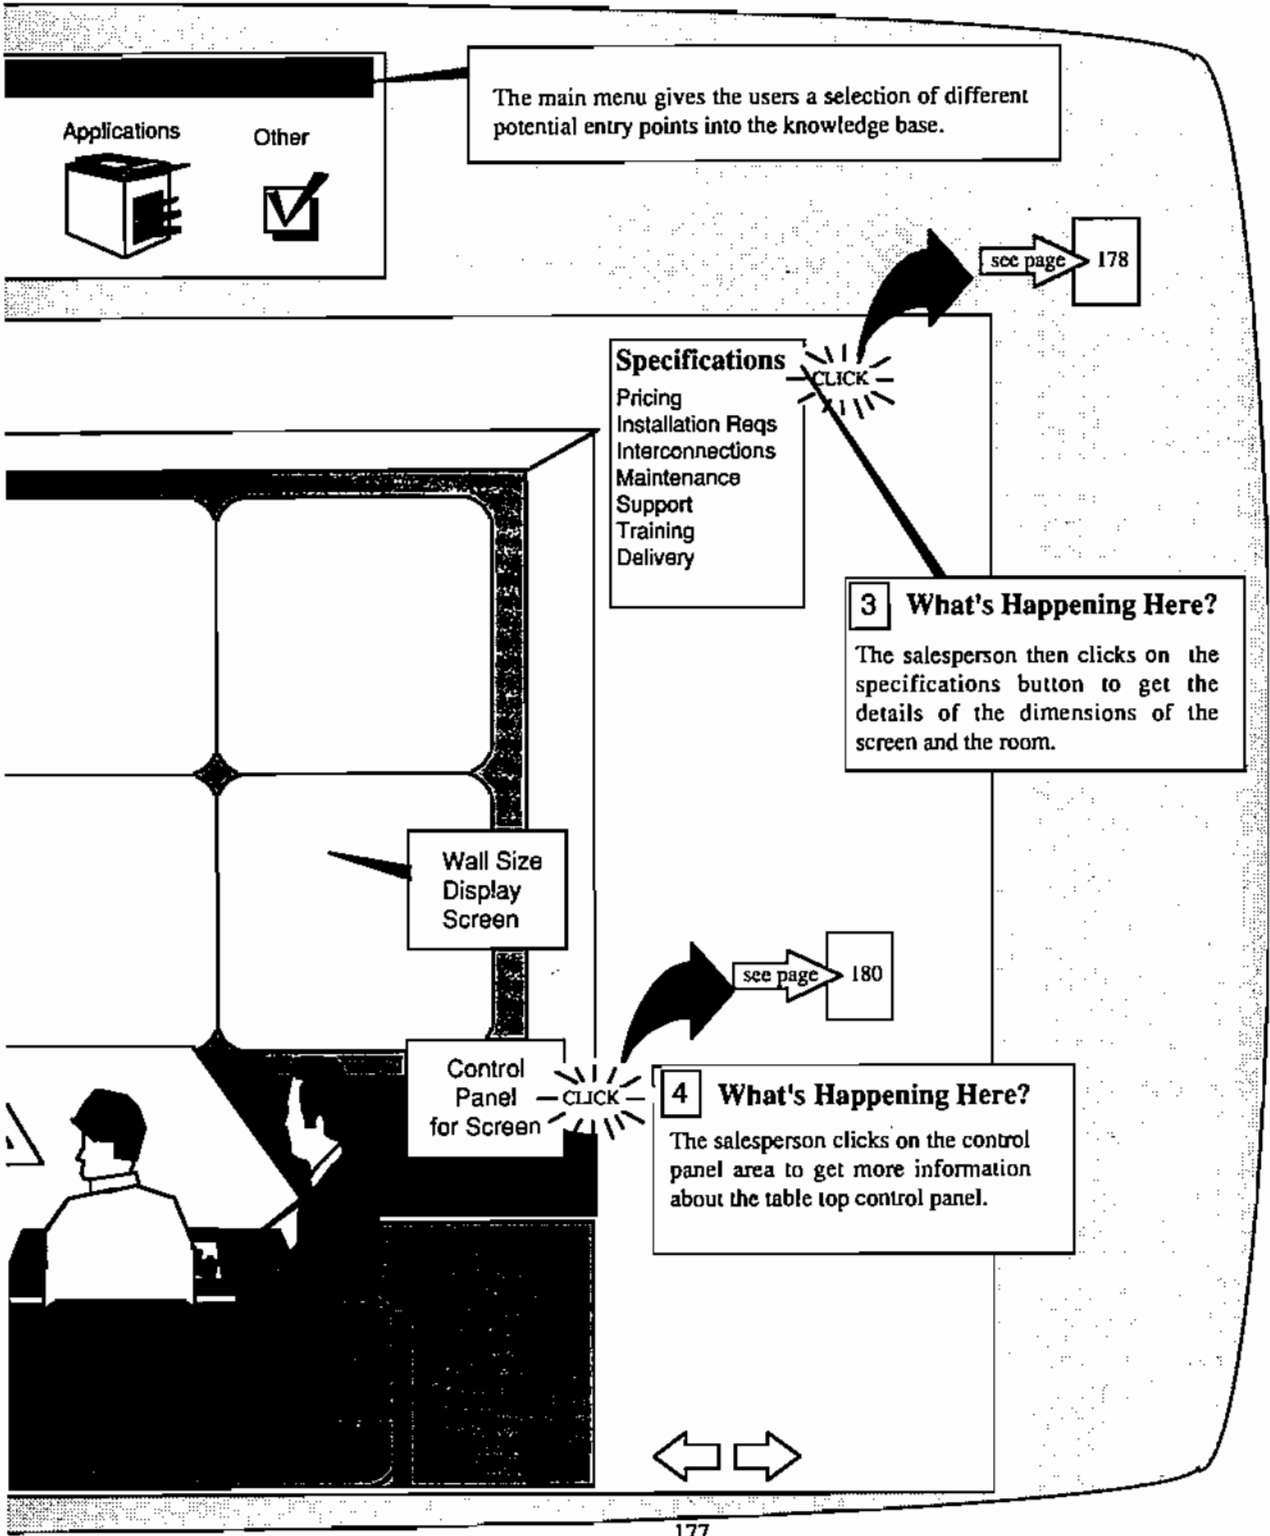 The main menu gives the users a selection of different
potential entry points into the knowledge base.
Applications
Other
see page
178
Specifications
CLICK
Pricing
Installation Reqs
Interconnections
Maintenance
Support
Training
Delivery
3
What's Happening Here?
The salesperson then clicks on the
specifications button to get the
details of the dimensions of the
screen and the room.
Wall Size
Display
Screen
see page
180
Control
Panel
for Screen
CLICK
4
What's Happening Here?
The salesperson clicks on the control
panel area to get more information
about the table top control panel.
177